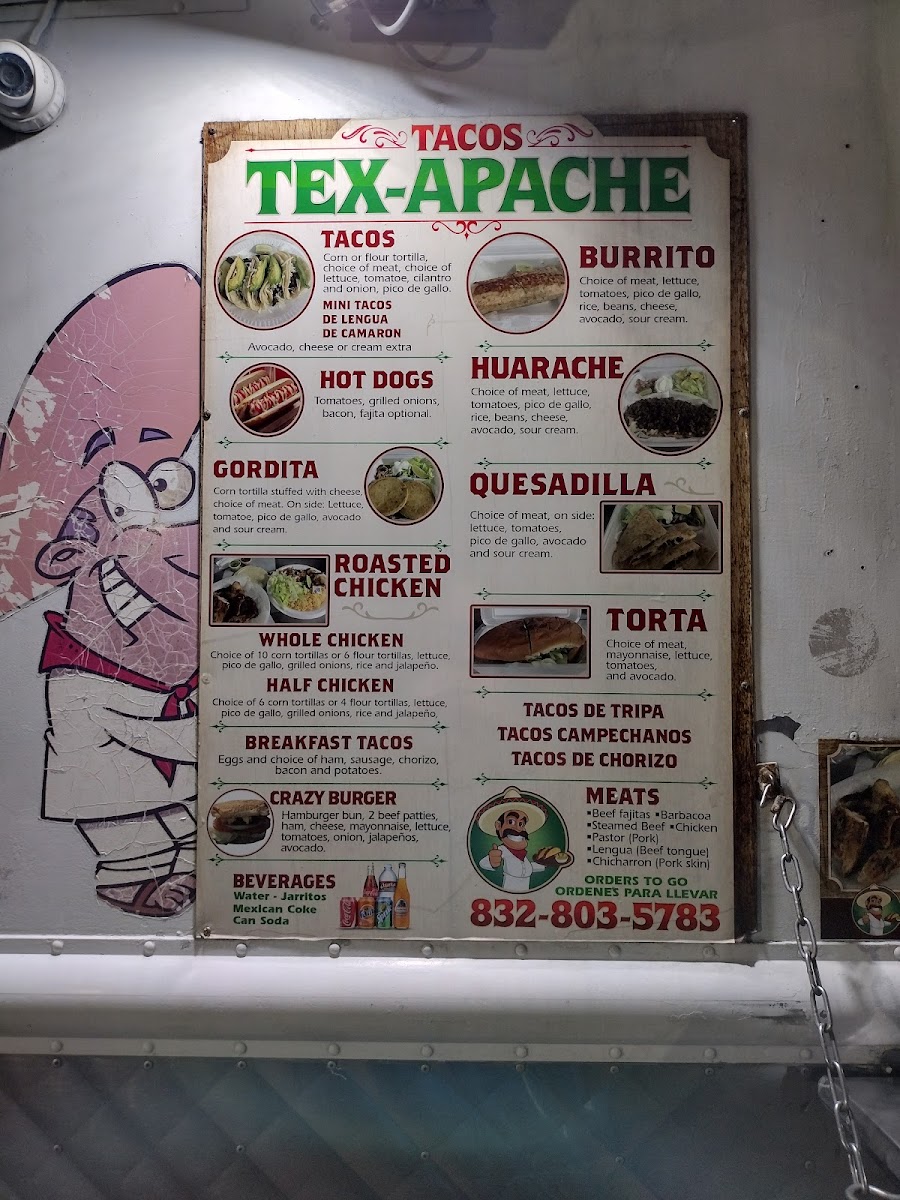 TACOS
TEX-APACHE
TACOS
Corn or flour tortilla,
choice of meat, choice of
lettuce, tomatoe, cilantro
and onion, pico de gallo.
MINI TACOS
DE LENGUA
DE CAMARON
Avocado, cheese or cream extra
HOT DOGS
Tomatoes, grilled onions,
bacon, fajita optional.
GORDITA
Corn tortilla stuffed with cheese,
choice of meat. On side: Lettuce,
tomatoe, pico de gallo, avocado
and sour cream.
ROASTED
CHICKEN
WHOLE CHICKEN
Choice of 10 corn tortillas or 6 flour tortillas, lettuce,
pico de gallo, grilled onions, rice and jalapeño.
HALF CHICKEN
Choice of 6 corn tortillas or 4 flour tortillas, lettuce,
pico de gallo, grilled onions, rice and jalapeño,
BREAKFAST TACOS
Eggs and choice of ham, sausage, chorizo,
bacon and potatoes.
CRAZY BURGER
Hamburger bun, 2 beef patties,
ham, cheese, mayonnaise, lettuce,
tomatoes, onion, jalapeños,
avocado.
BEVERAGES
Water - Jarritos
Mexican Coke
Can Soda
BURRITO
Choice of meat, lettuce,
tomatoes, pico de gallo,
rice, beans, cheese,
avocado, sour cream.
HUARACHE
Choice of meat, lettuce,
tomatoes, pico de gallo,
rice, beans, cheese,
avocado, sour cream.
QUESADILLA
Choice of meat, on side:
lettuce, tomatoes,
pico de gallo, avocado
and sour cream.
TORTA
Choice of meat,
mayonnaise, lettuce,
tomatoes,
and avocado.
TACOS DE TRIPA
TACOS CAMPECHANOS
TACOS DE CHORIZO
MEATS
▪Beef fajitas ▪Barbacoa
▪Steamed Beef ▪Chicken
▪Pastor (Pork)
▪Lengua (Beef tongue)
▪Chicharron (Pork skin)
ORDERS TO GO
ORDENES PARA LLEVAR
832-803-5783